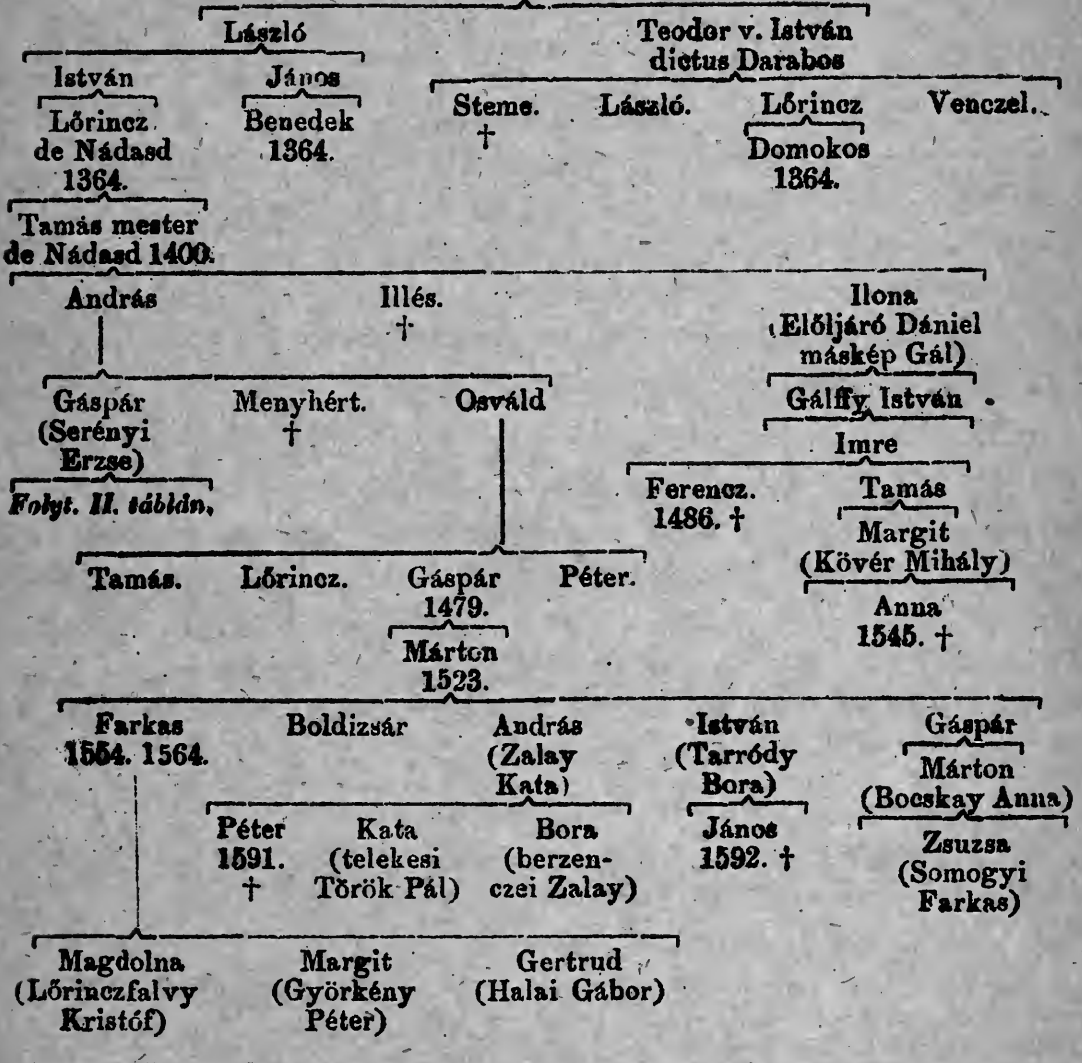 László
Teodor v. István
dictus Darabos
István
János
Steme.
László.
Lőrincz
Venczel.
†
Lőrincz
de Nádasd
1364.
Benedek
1364.
Domokos
1364.
Tamás mester
de Nádasd 1400.
András
Illés.
†
Ilona
(Előljáró Dániel
máskép Gál)
Gáspár
(Serényi
Erzse)
Menyhért.
†
Osváld
Gálffy István
Imre
Folyt. II. táblán.
Ferencz.
1486. †
Tamás
Margit
(Kövér Mihály)
Anna
1545. †
Tamás.
Lőrincz.
Gáspár
1479.
Péter.
Márton
1523.
Farkas
1554. 1564.
Boldizsár
András
(Zalay
Kata)
István
(Tarródy
Bora)
Gáspár
Márton
(Bocskay Anna)
Péter
1591.
†
Kata
(telekesi
Török Pál)
Bora
(berzen-
czei Zalay)
János
1592. †
Zsuzsa
(Somogyi
Farkas)
Magdolna
(Lőrinczfalvy
Kristóf)
Margit
(Györkény
Péter)
Gertrud
(Halai Gábor)